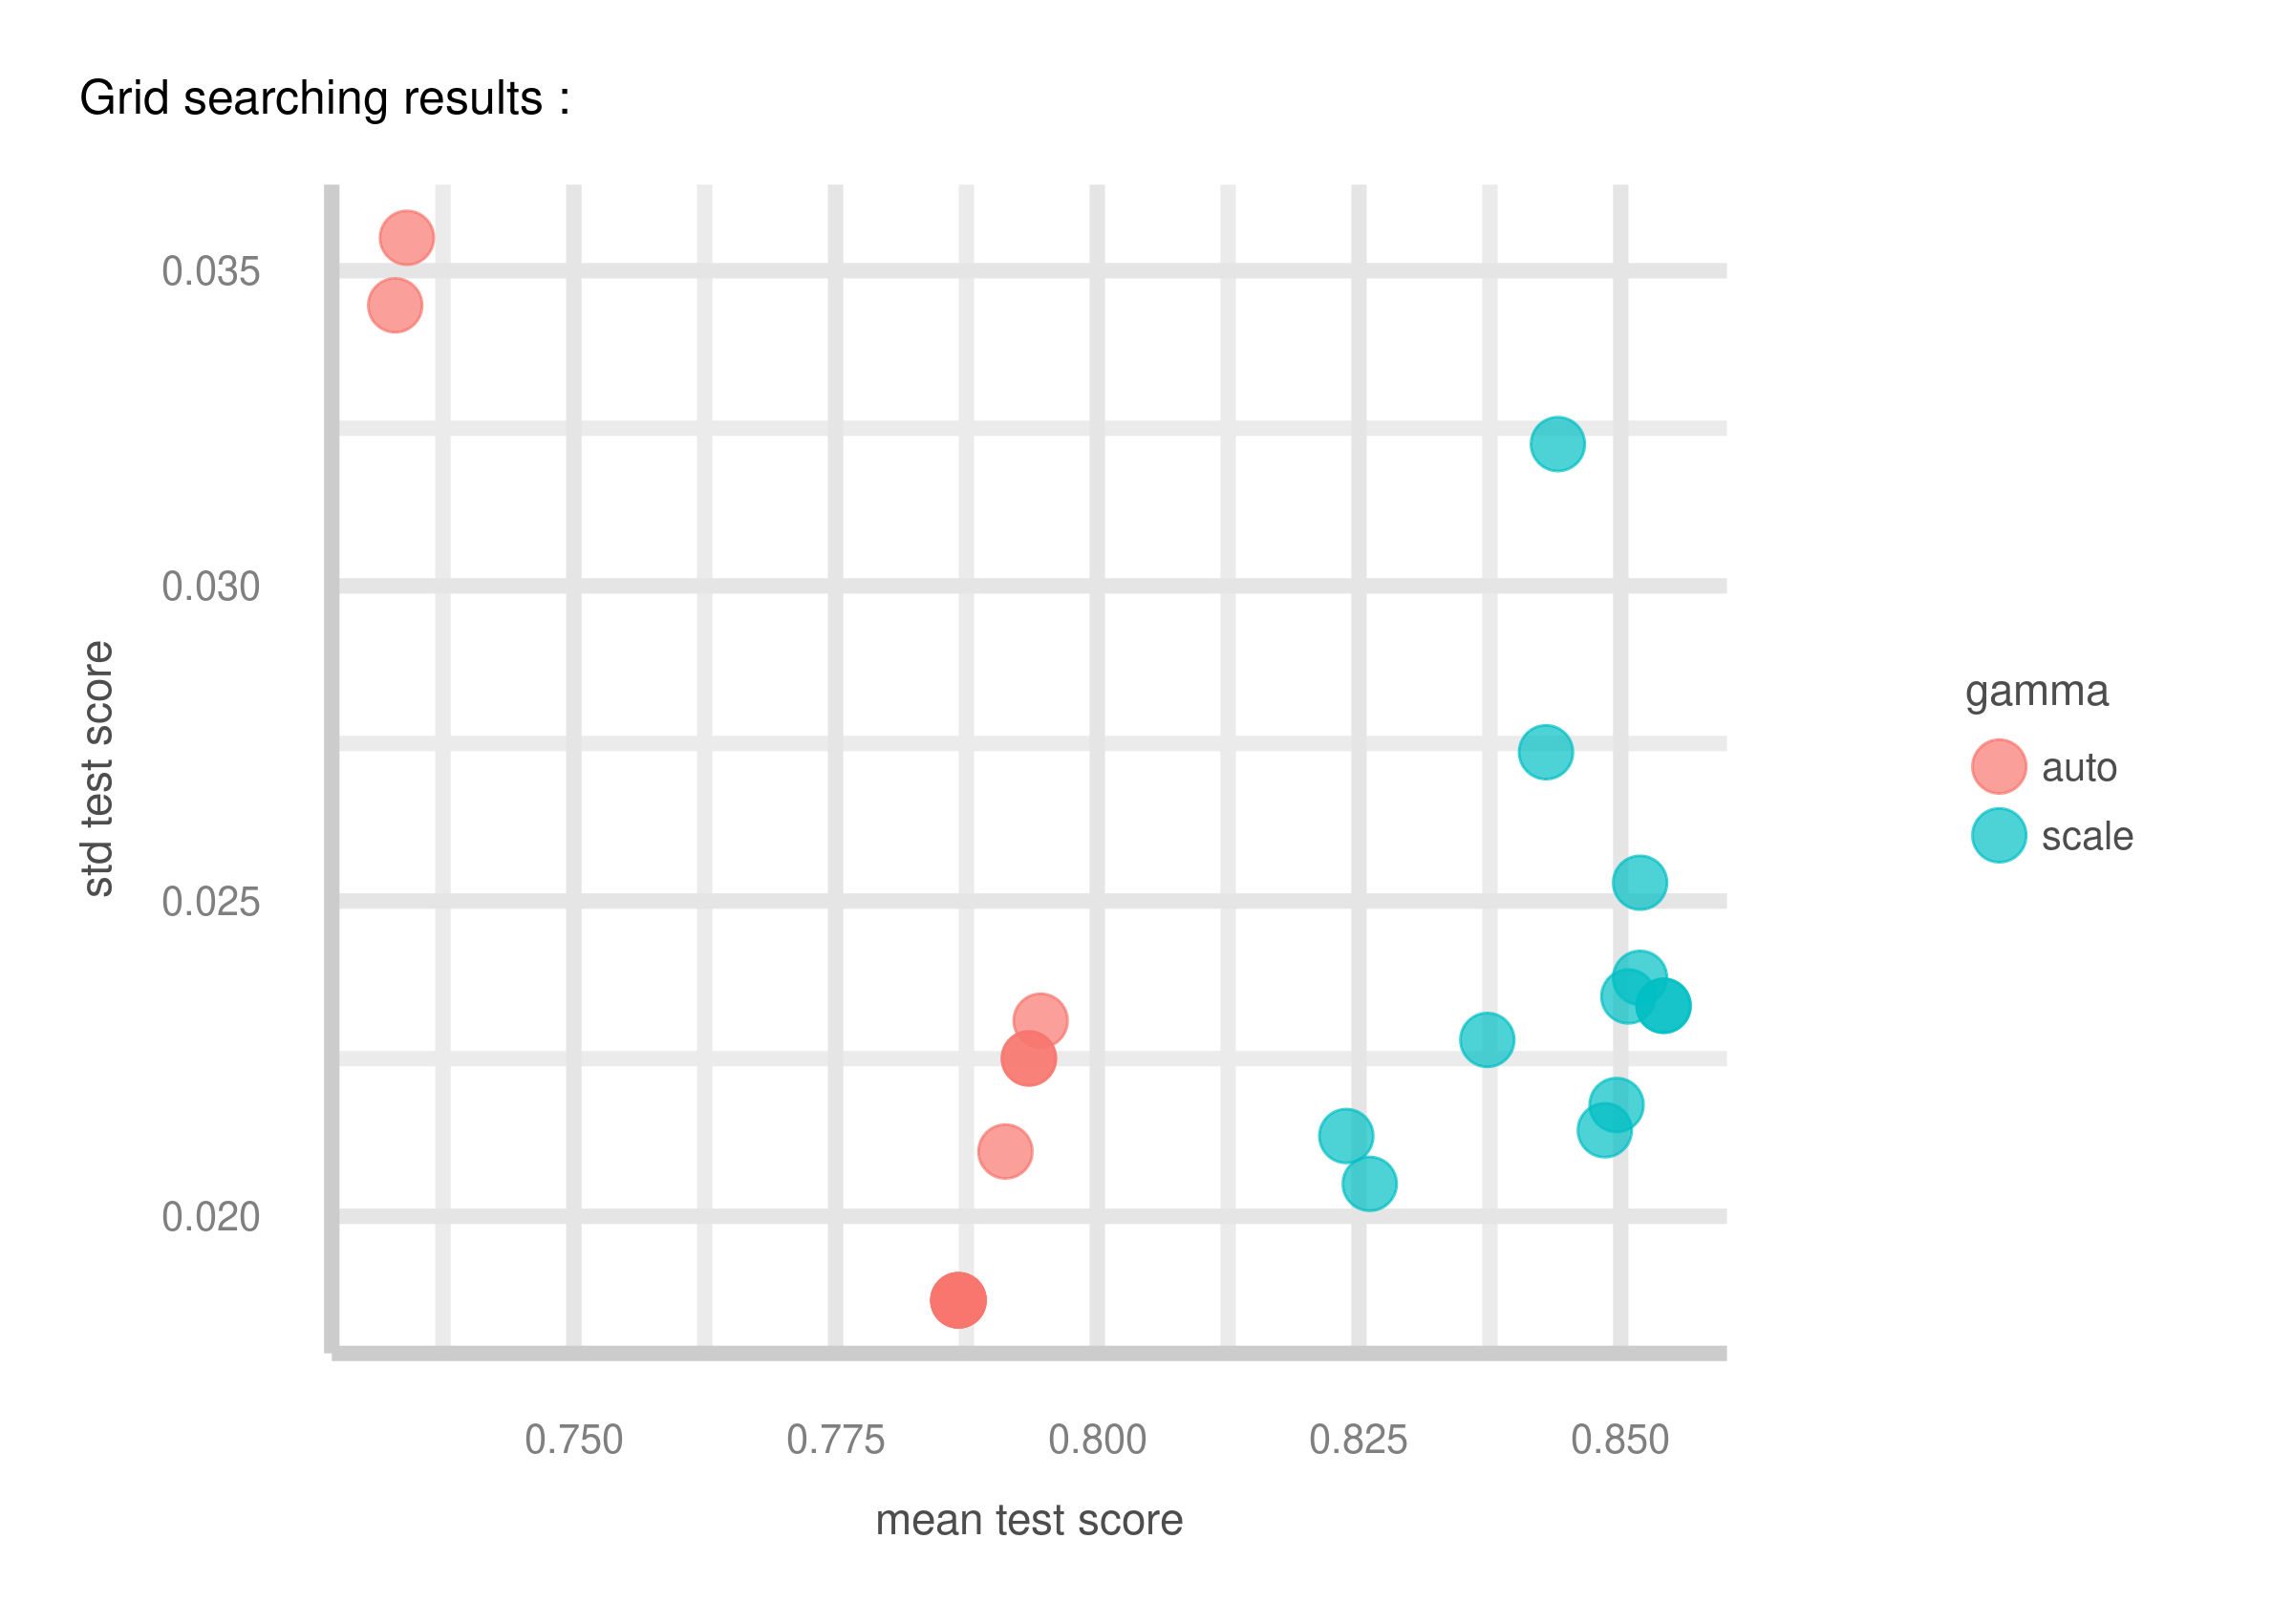 Grid searching results :
0.035
0.030
0.025
0.020
std test score
0.750 0.775 0.800 0.825 0.850
mean test score
gamma
auto
scale